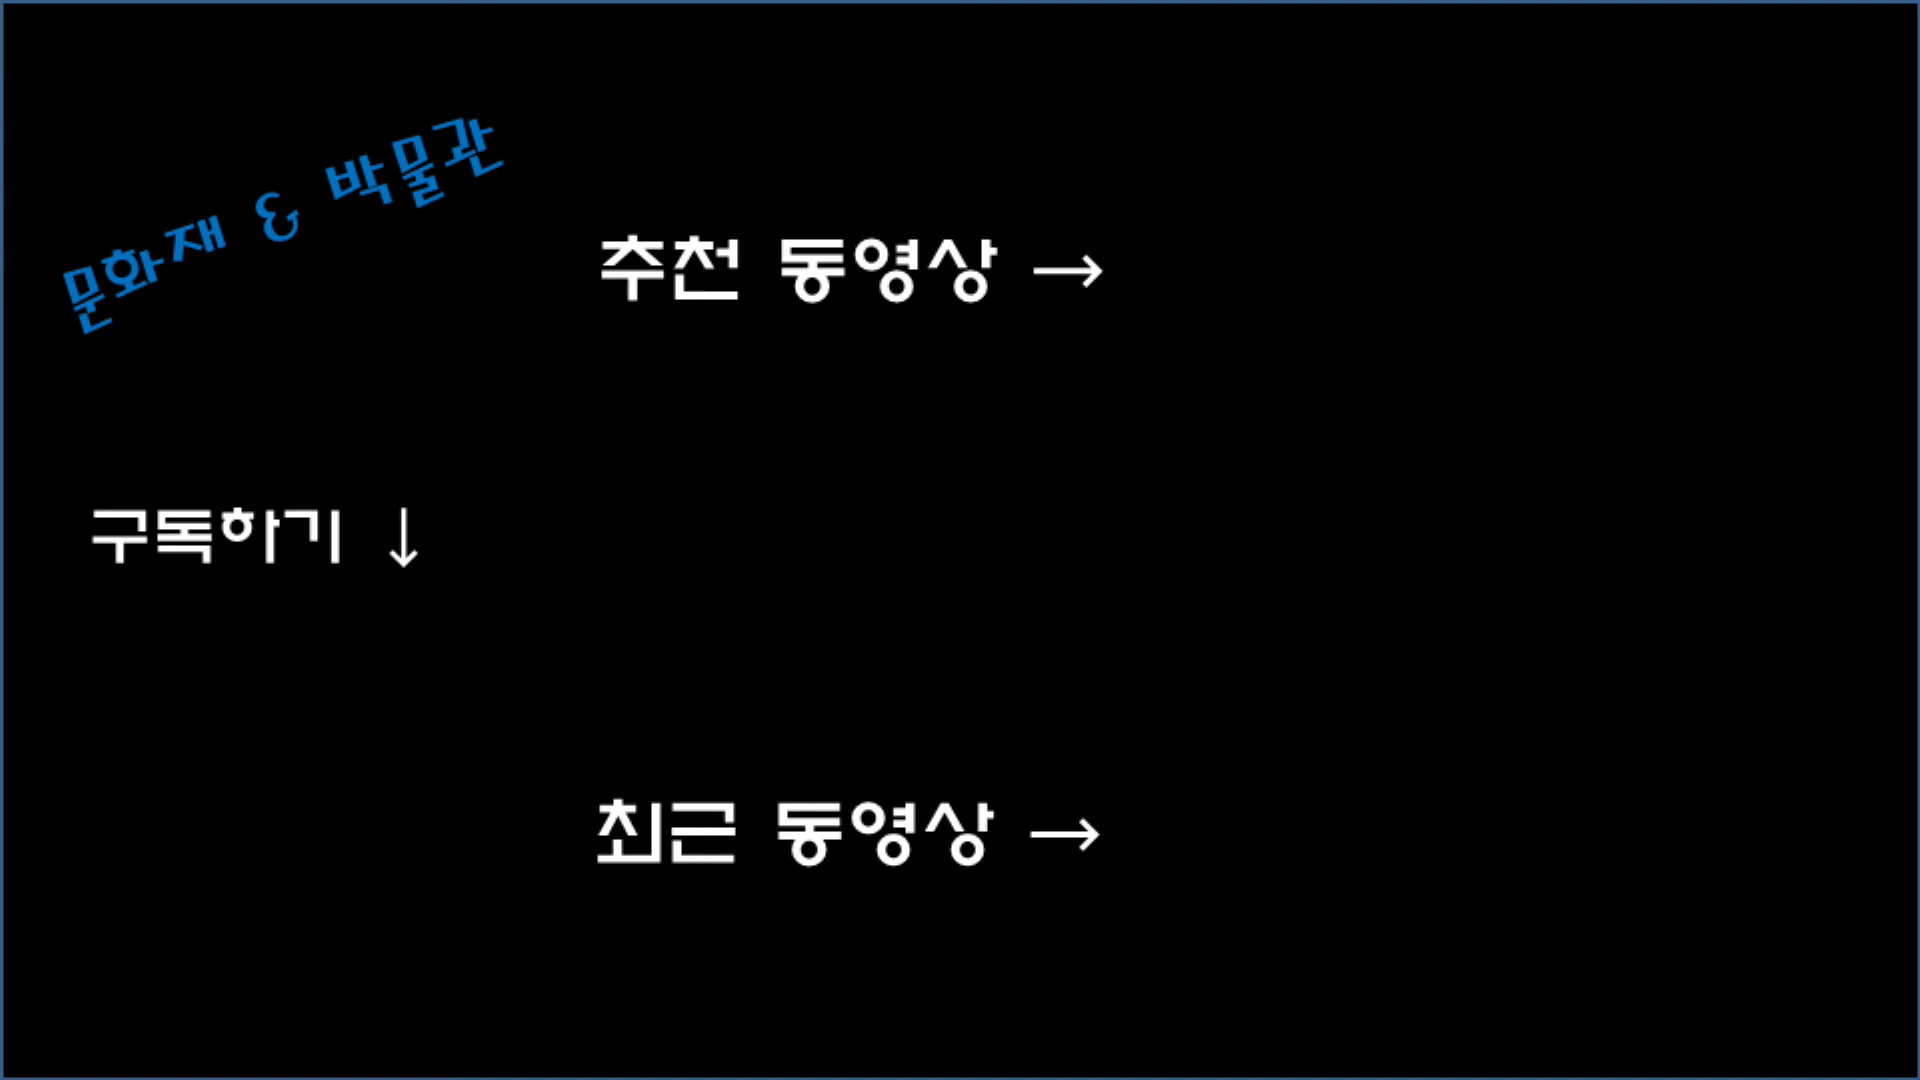 문화재 & 박물관
추천 동영상 →
구독하기 ↓
최근 동영상 →